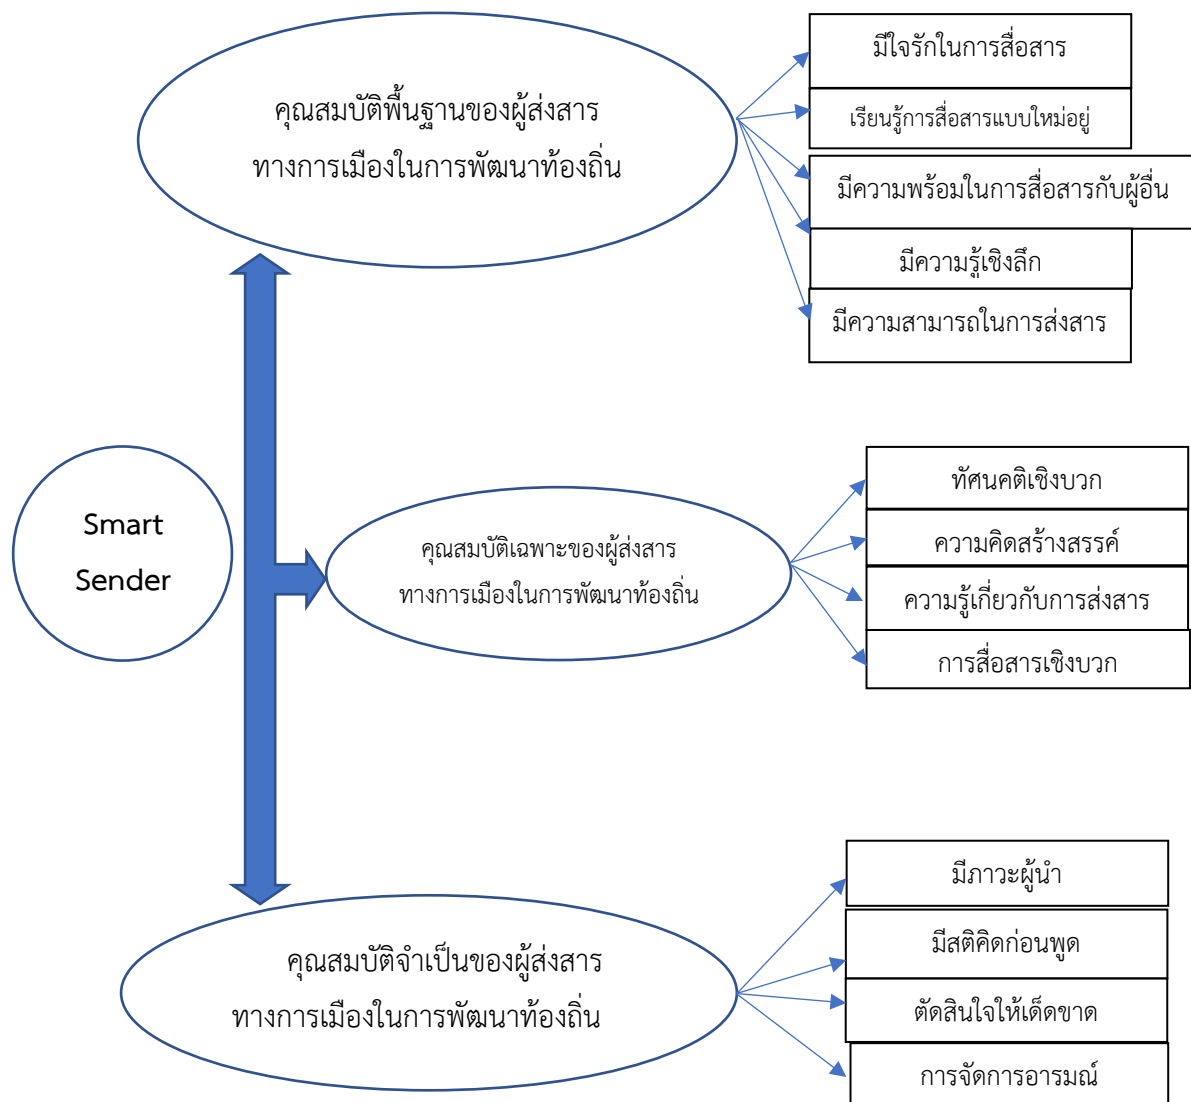 คุณสมบัติพื้นฐานของผู้ส่งสาร
ทางการเมืองในการพัฒนาท้องถิ่น
มีใจรักในการสื่อสาร
เรียนรู้การสื่อสารแบบใหม่อยู่
มีความพร้อมในการสื่อสารกับผู้อื่น
มีความรู้เชิงลึก
มีความสามารถในการส่งสาร
Smart
Sender
คุณสมบัติเฉพาะของผู้ส่งสาร
ทางการเมืองในการพัฒนาท้องถิ่น
ทัศนคติเชิงบวก
ความคิดสร้างสรรค์
ความรู้เกี่ยวกับการส่งสาร
การสื่อสารเชิงบวก
คุณสมบัติจำเป็นของผู้ส่งสาร
ทางการเมืองในการพัฒนาท้องถิ่น
มีภาวะผู้นำ
มีสติคิดก่อนพูด
ตัดสินใจให้เด็ดขาด
การจัดการอารมณ์